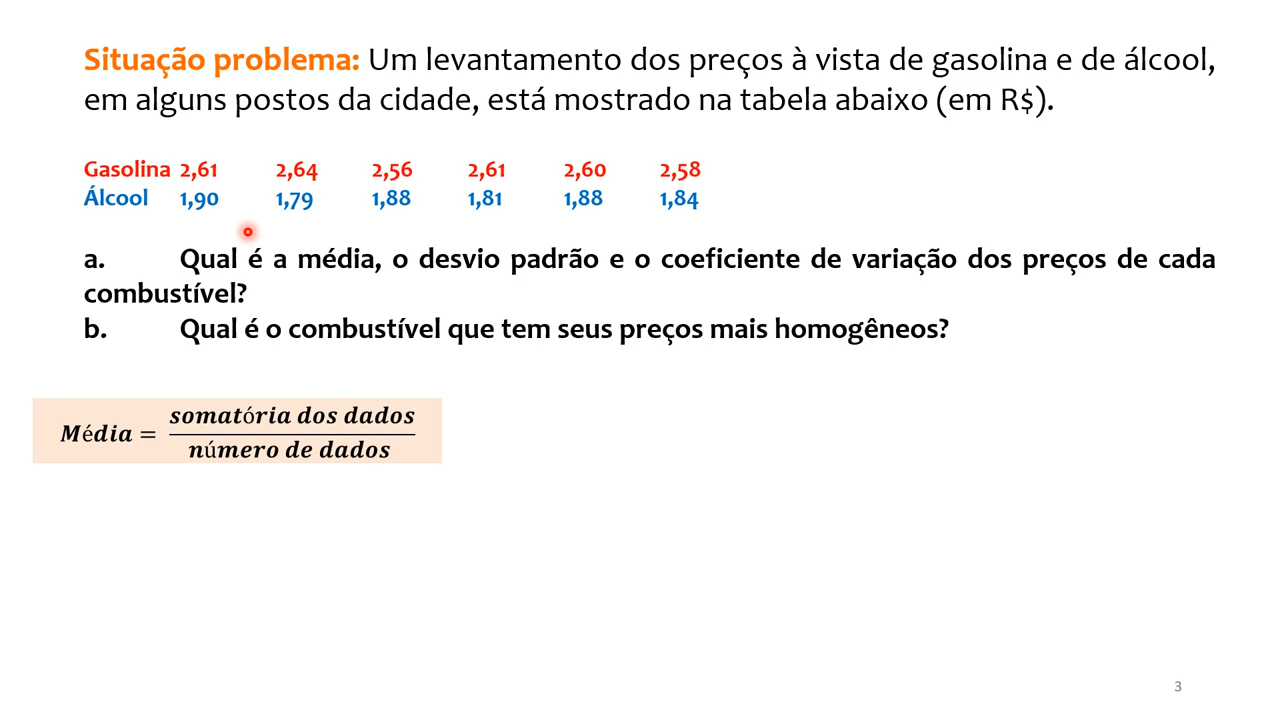 Situação problema: Um levantamento dos preços à vista de gasolina e de álcool,
em alguns postos da cidade, está mostrado na tabela abaixo (em R$).
Gasolina 2,61 2,64 2,56 2,61 2,60 2,58
Álcool 1,90 1,79 1,88 1,81 1,88 1,84
a. Qual é a média, o desvio padrão e o coeficiente de variação dos preços de cada
combustível?
b. Qual é o combustível que tem seus preços mais homogêneos?
Média = somatória dos dados
número de dados
3